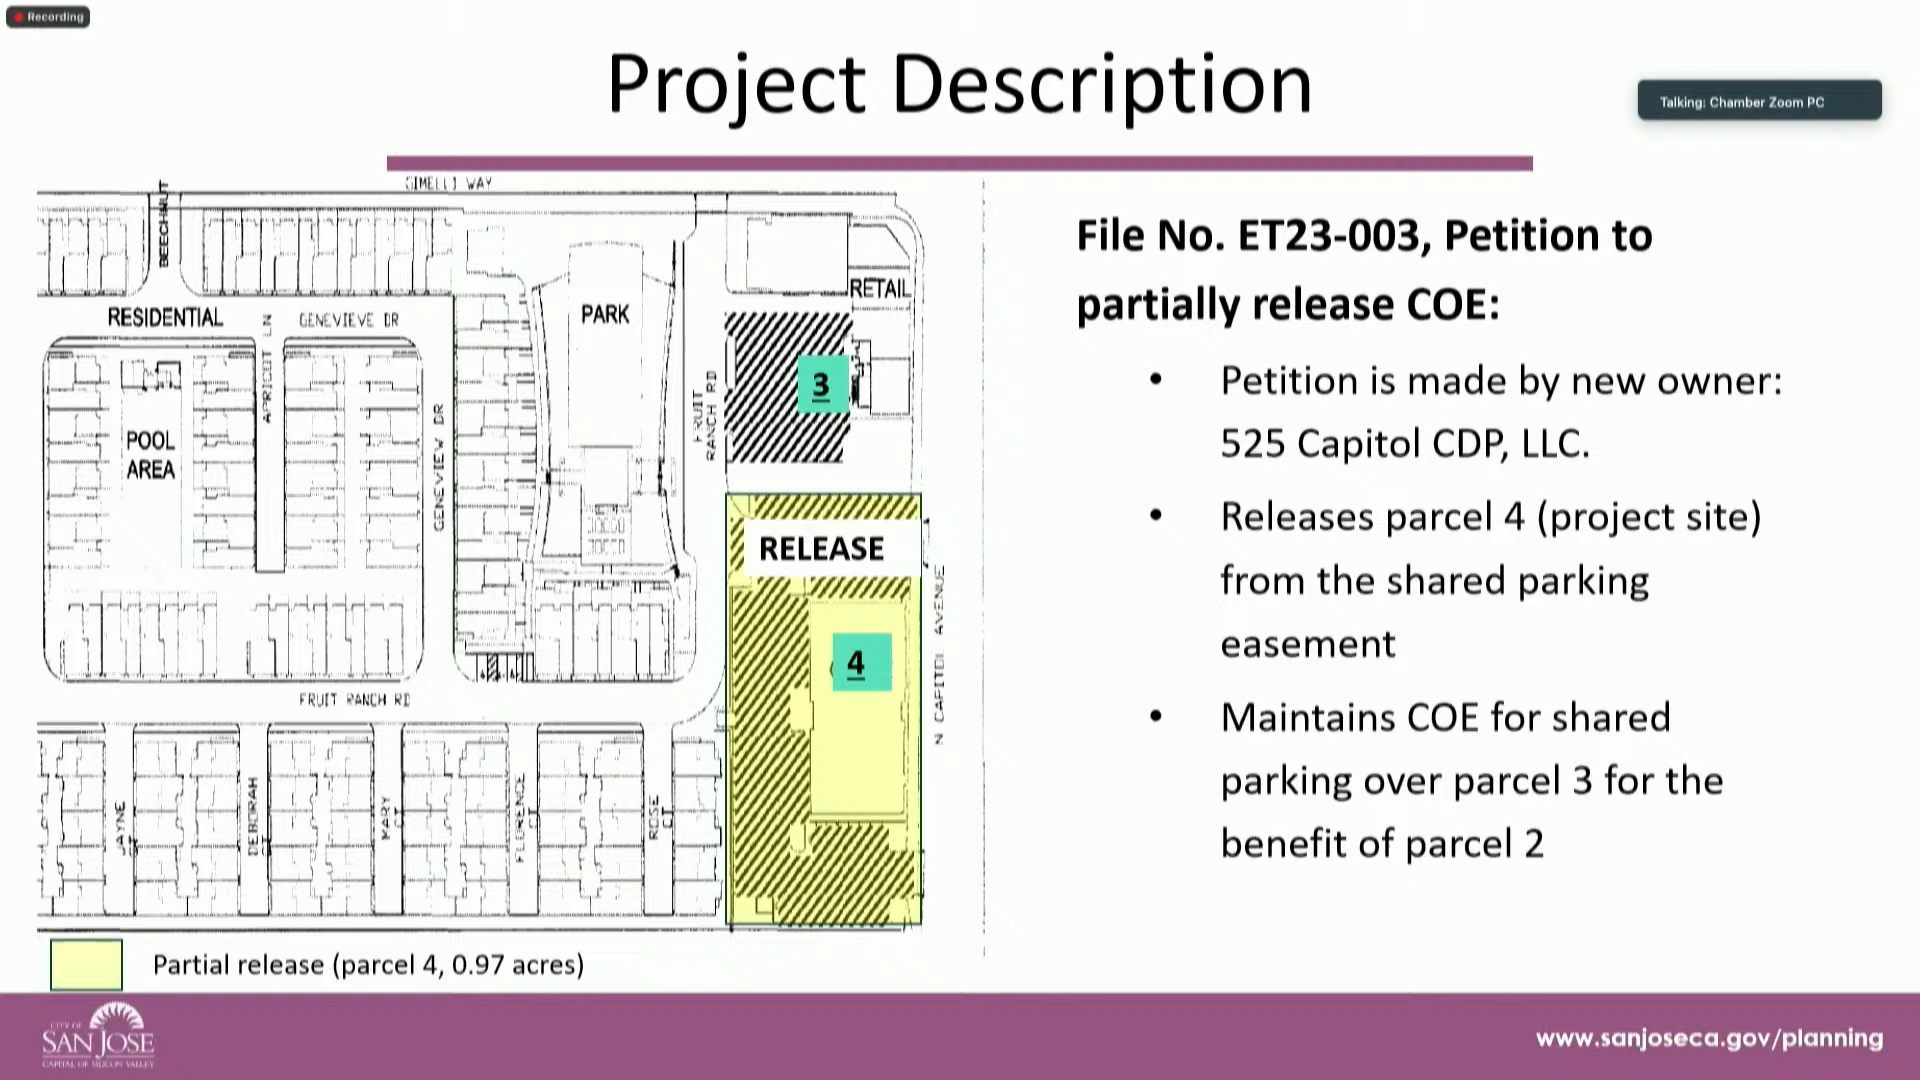 Recording
Project Description
Talking: Chamber Zoom PC
GIMELLI WAY
BEECHNUT
RESIDENTIAL
GENEVIEVE DR
APRICOT LN
PARK
RETAIL
3
FRUIT
RANCH RD
POOL
AREA
GENEVIEW DR
RELEASE
4
N CAPITOL AVENUE
FRUIT RANCH RD
JAYNE
CT
DEBORAH
CT
MARY
CT
FLORENCE
CT
ROSE
CT
Partial release (parcel 4, 0.97 acres)
File No. ET23-003, Petition to
partially release COE:
• Petition is made by new owner:
525 Capitol CDP, LLC.
• Releases parcel 4 (project site)
from the shared parking
easement
• Maintains COE for shared
parking over parcel 3 for the
benefit of parcel 2
CITY OF
SAN JOSE
CAPITAL OF SILICON VALLEY
www.sanjoseca.gov/planning